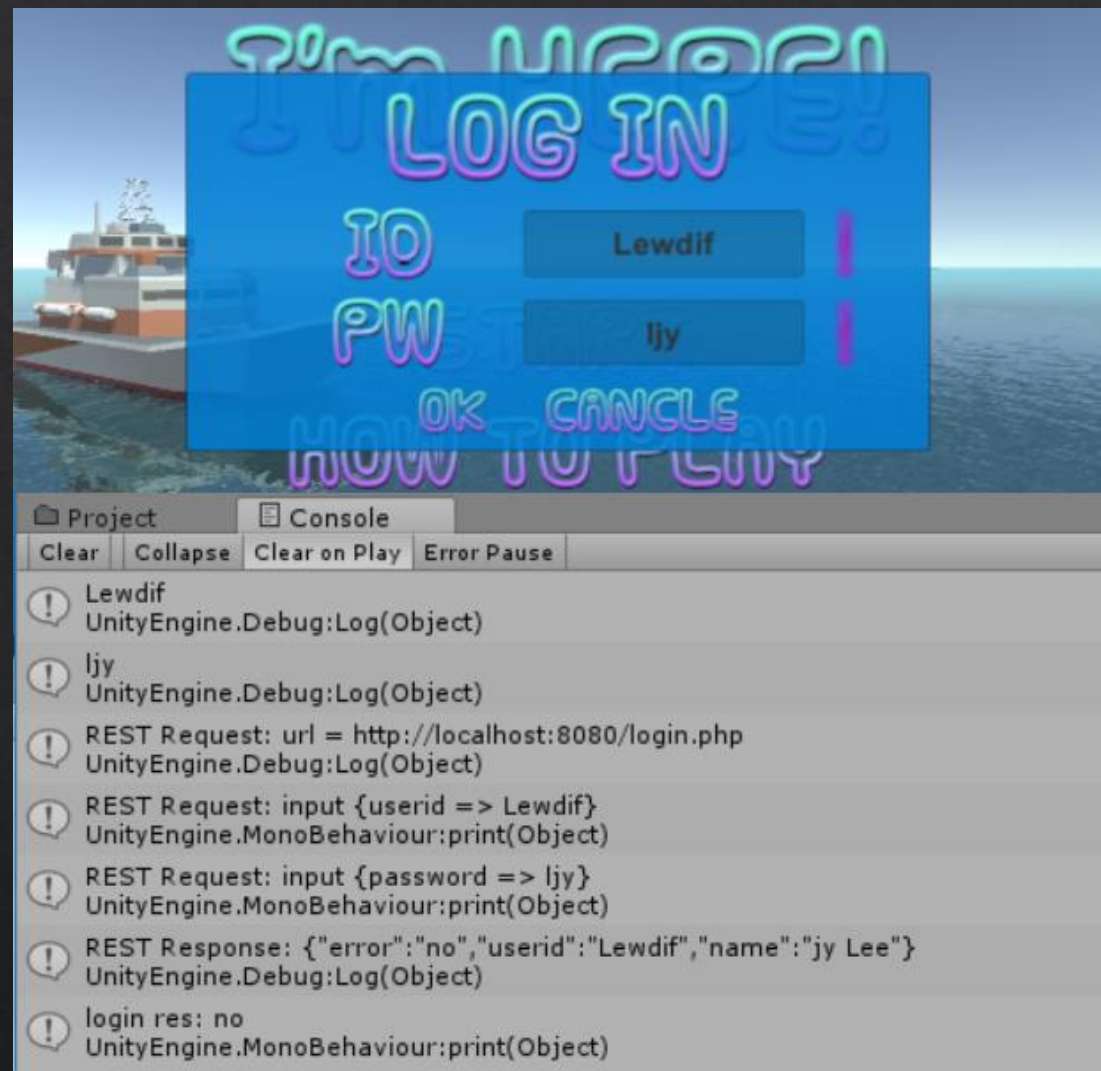 I'm HERE!
LOG IN
ID Lewdif
PW ljy
START
OK CANCLE
HOW TO PLAY
Project Console
Clear Collapse Clear on Play Error Pause
Lewdif
UnityEngine.Debug:Log(Object)
ljy
UnityEngine.Debug:Log(Object)
REST Request: url = http://localhost:8080/login.php
UnityEngine.Debug:Log(Object)
REST Request: input {userid => Lewdif}
UnityEngine.MonoBehaviour:print(Object)
REST Request: input {password => ljy}
UnityEngine.MonoBehaviour:print(Object)
REST Response: {"error":"no","userid":"Lewdif","name":"jy Lee"}
UnityEngine.Debug:Log(Object)
login res: no
UnityEngine.MonoBehaviour:print(Object)